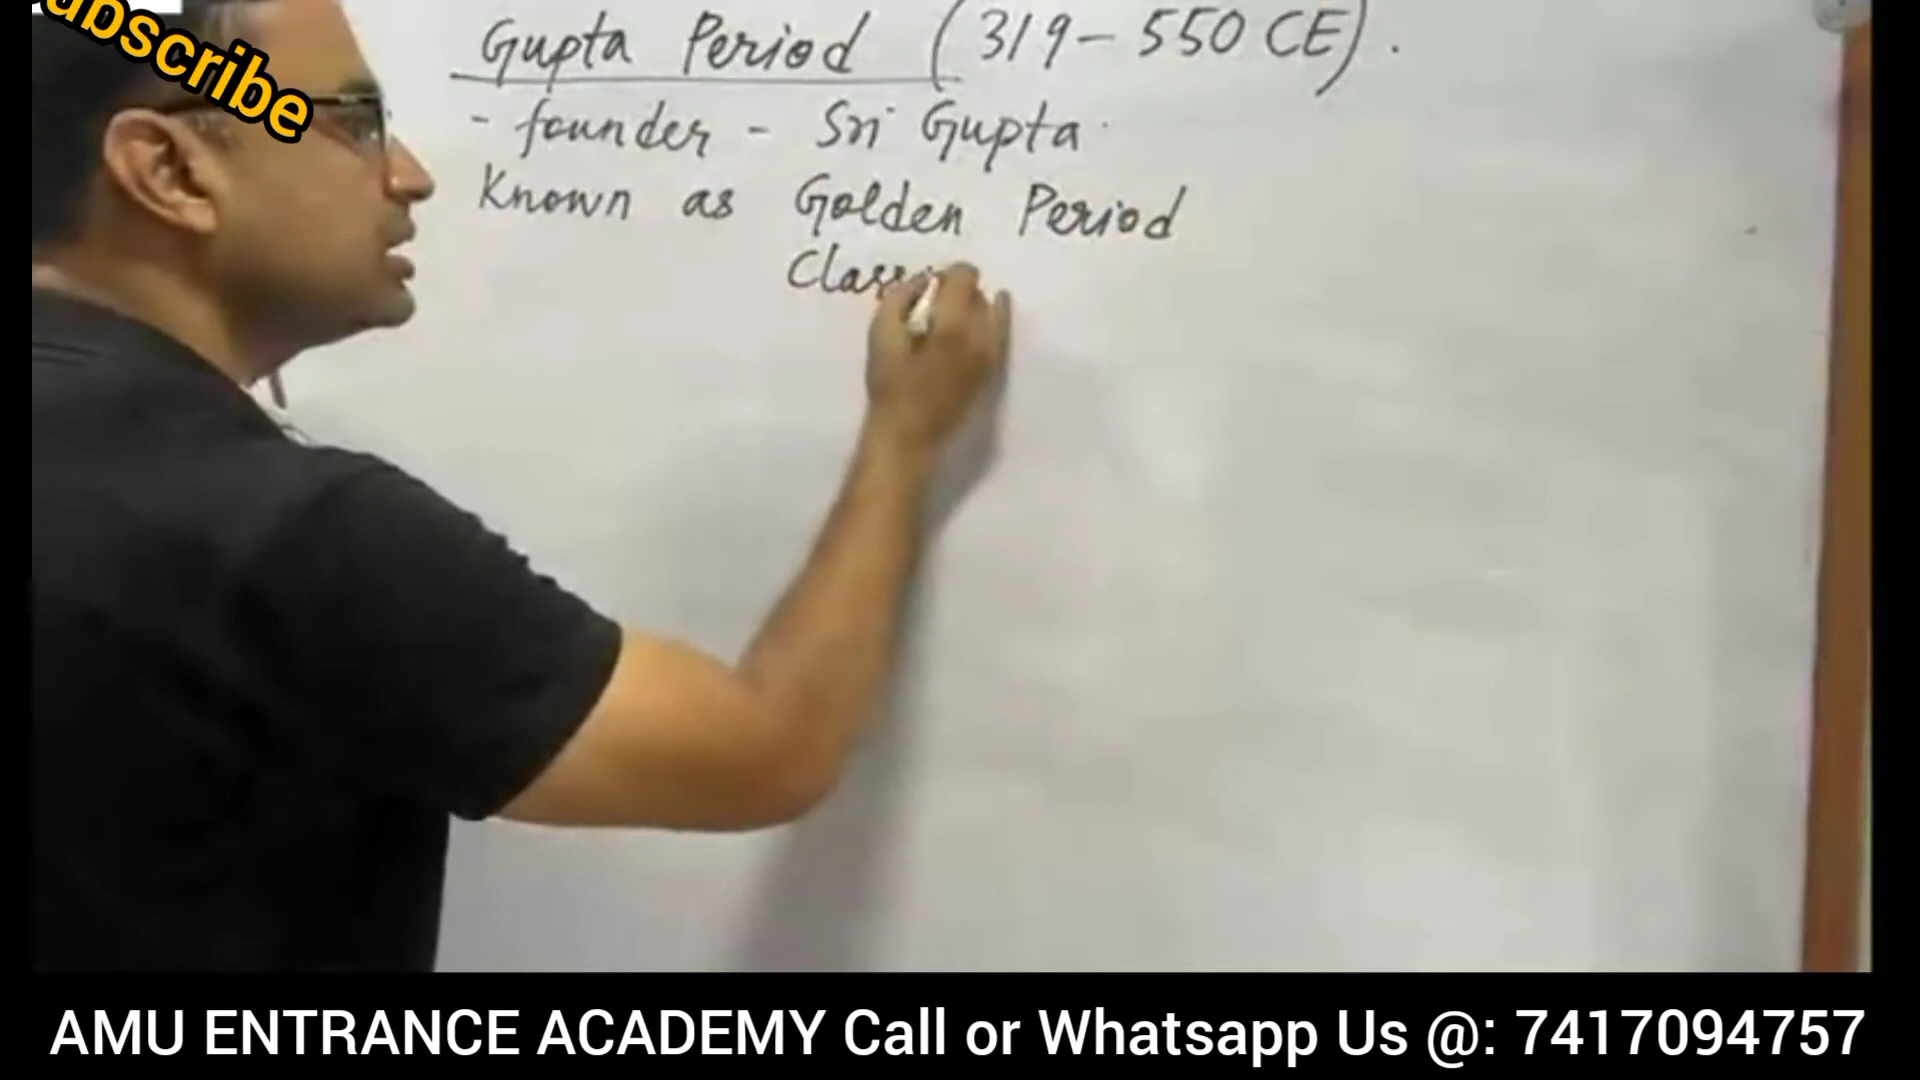 ubscribe
Gupta Period (319 - 550 CE).
- founder - Sri Gupta
Known as Golden Period
AMU ENTRANCE ACADEMY Call or Whatsapp Us @: 7417094757